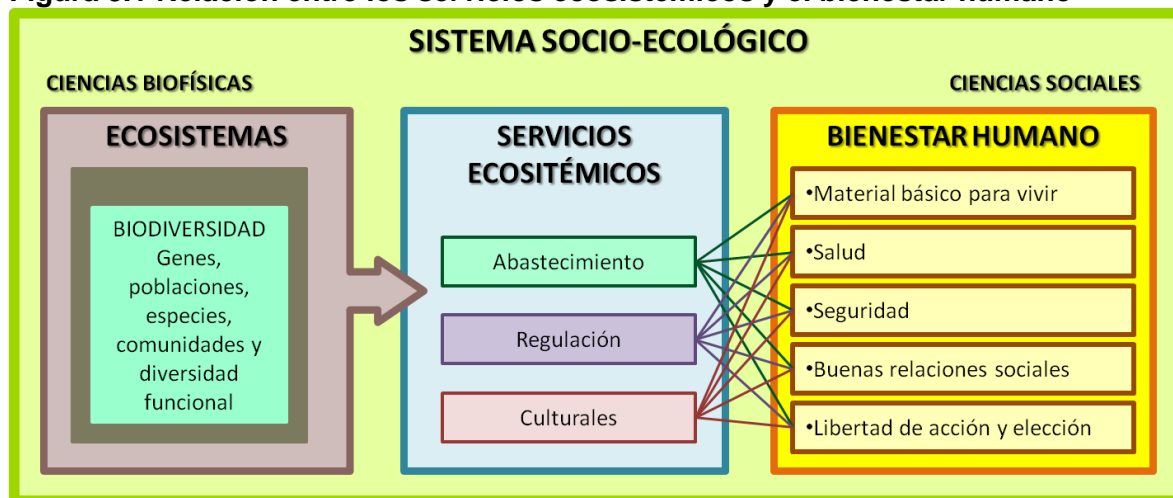 SISTEMA SOCIO-ECOLÓGICO
CIENCIAS BIOFÍSICAS
CIENCIAS SOCIALES
ECOSISTEMAS
BIODIVERSIDAD
Genes,
poblaciones,
especies,
comunidades y
diversidad
funcional
SERVICIOS
ECOSITÉMICOS
Abastecimiento
Regulación
Culturales
BIENESTAR HUMANO
•Material básico para vivir
•Salud
•Seguridad
•Buenas relaciones sociales
•Libertad de acción y elección